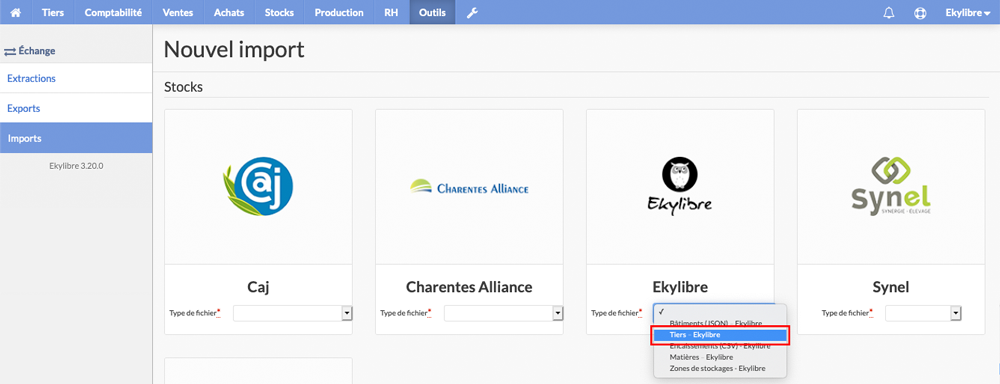 Tiers Comptabilité Ventes Achats Stocks Production RH Outils Ekylibre
Échange
Extractions
Exports
Imports
Ekylibre 3.20.0
Nouvel import
Stocks
Caj
CHARENTES ALLIANCE
Ekylibre
Synel
SYNERGIE - ÉLEVAGE
Caj
Charentes Alliance
Ekylibre
Synel
Type de fichier*
Type de fichier*
Type de fichier*
Type de fichier*
Bâtiments (JSON) - Ekylibre
Tiers - Ekylibre
Encaissements (CSV) - Ekylibre
Matières - Ekylibre
Zones de stockages - Ekylibre